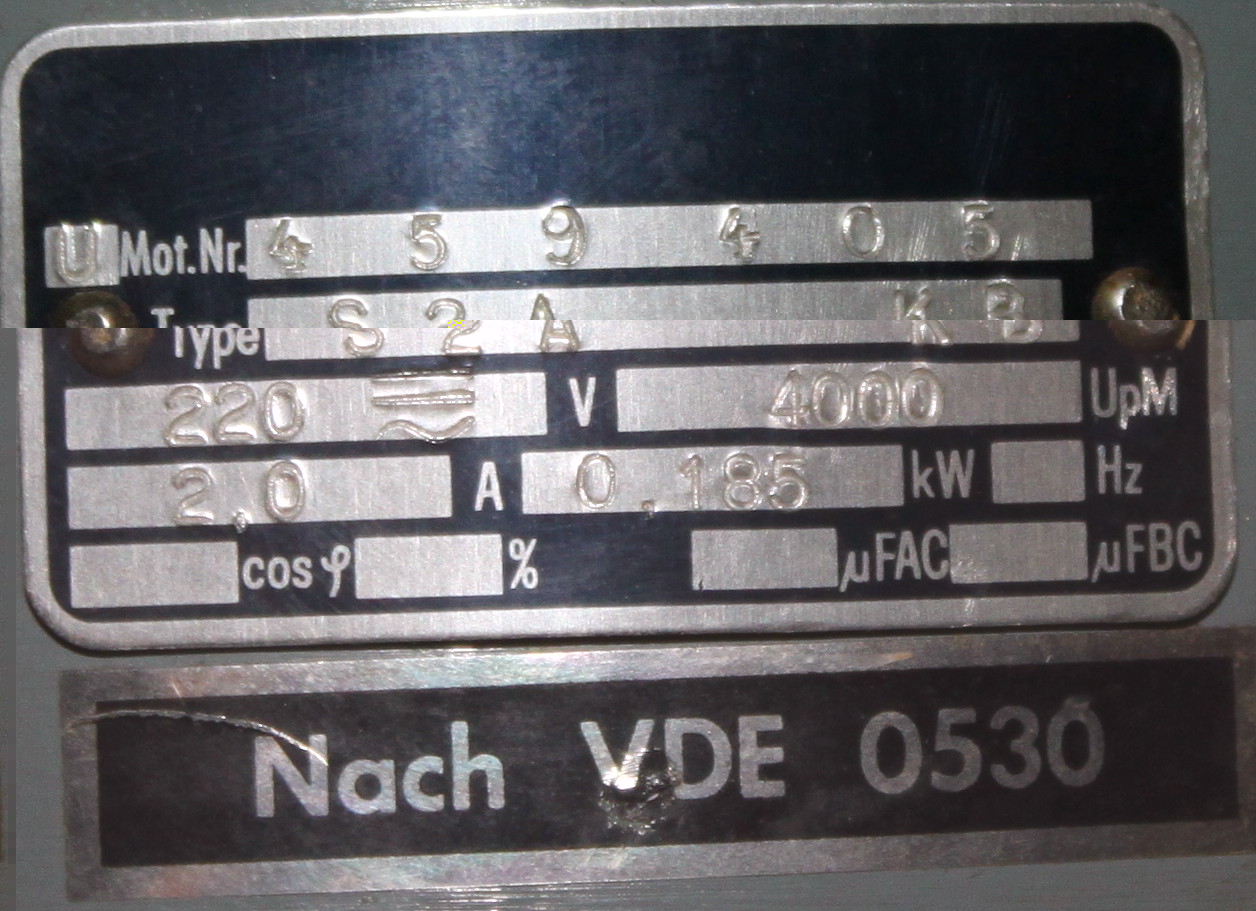 U Mot.Nr. 4 5 9 4 0 5
Type S 2 A K B
220 ≂ V 4000 UpM
2,0 A 0.185 kW Hz
cos φ % µFAC µFBC
Nach VDE 0530